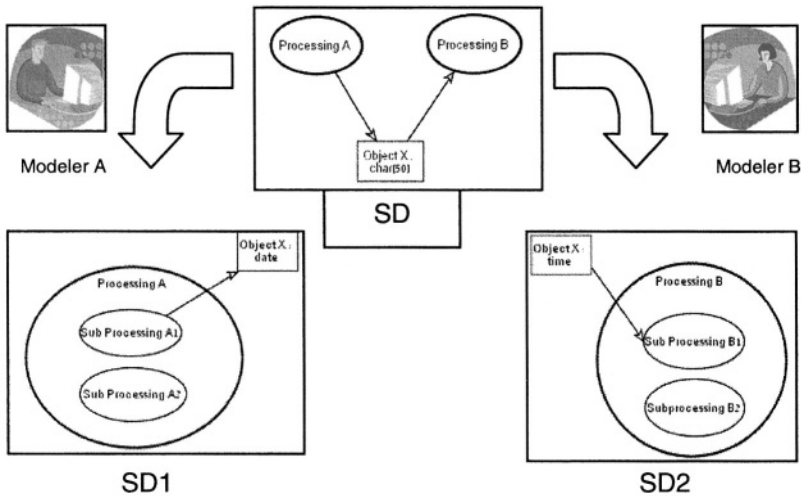 Processing A
Processing B
Object X :
char[50]
SD
Modeler A
Modeler B
Object X :
date
Processing A
Sub Processing A1
Sub Processing A2
SD1
Object X :
time
Processing B
Sub Processing B1
Subprocessing B2
SD2